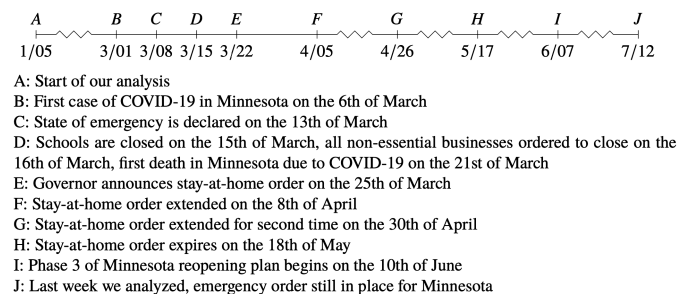 A B C D E F G H I J
1/05 3/01 3/08 3/15 3/22 4/05 4/26 5/17 6/07 7/12
A: Start of our analysis
B: First case of COVID-19 in Minnesota on the 6th of March
C: State of emergency is declared on the 13th of March
D: Schools are closed on the 15th of March, all non-essential businesses ordered to close on the
16th of March, first death in Minnesota due to COVID-19 on the 21st of March
E: Governor announces stay-at-home order on the 25th of March
F: Stay-at-home order extended on the 8th of April
G: Stay-at-home order extended for second time on the 30th of April
H: Stay-at-home order expires on the 18th of May
I: Phase 3 of Minnesota reopening plan begins on the 10th of June
J: Last week we analyzed, emergency order still in place for Minnesota